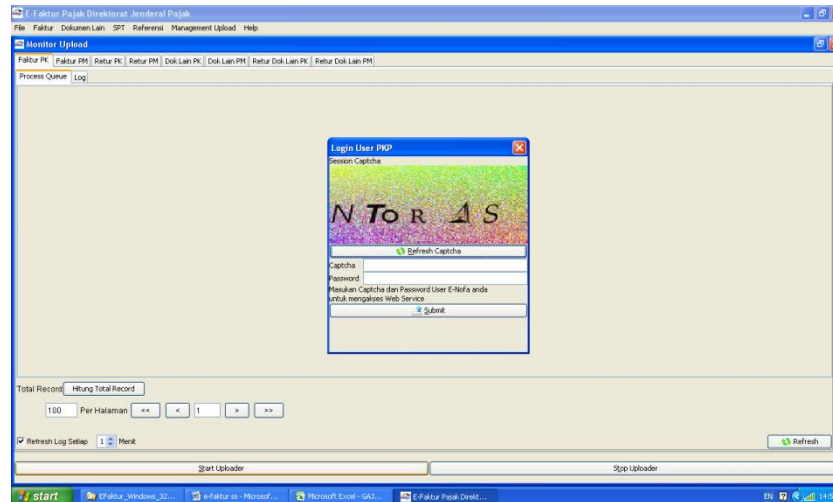 E-Faktur Pajak Direktorat Jenderal Pajak
File Faktur Dokumen Lain SPT Referensi Management Upload Help
Monitor Upload
Faktur PK Faktur PM Retur PK Retur PM Dok Lain PK Dok Lain PM Retur Dok Lain PK Retur Dok Lain PM
Process Queue Log
Login User PKP
Session Captcha
N To R A S
Refresh Captcha
Captcha
Password
Masukan Captcha dan Password User E-Nofa anda
untuk mengakses Web Service
Submit
Total Record Hitung Total Record
100 Per Halaman << < 1 > >>
Refresh Log Setiap 1 Menit
Refresh
Start Uploader Stop Uploader
start EFaktur_Windows_32... e-faktur ss - Microsof... Microsoft Excel - GAJ... E-Faktur Pajak Direkt... EN